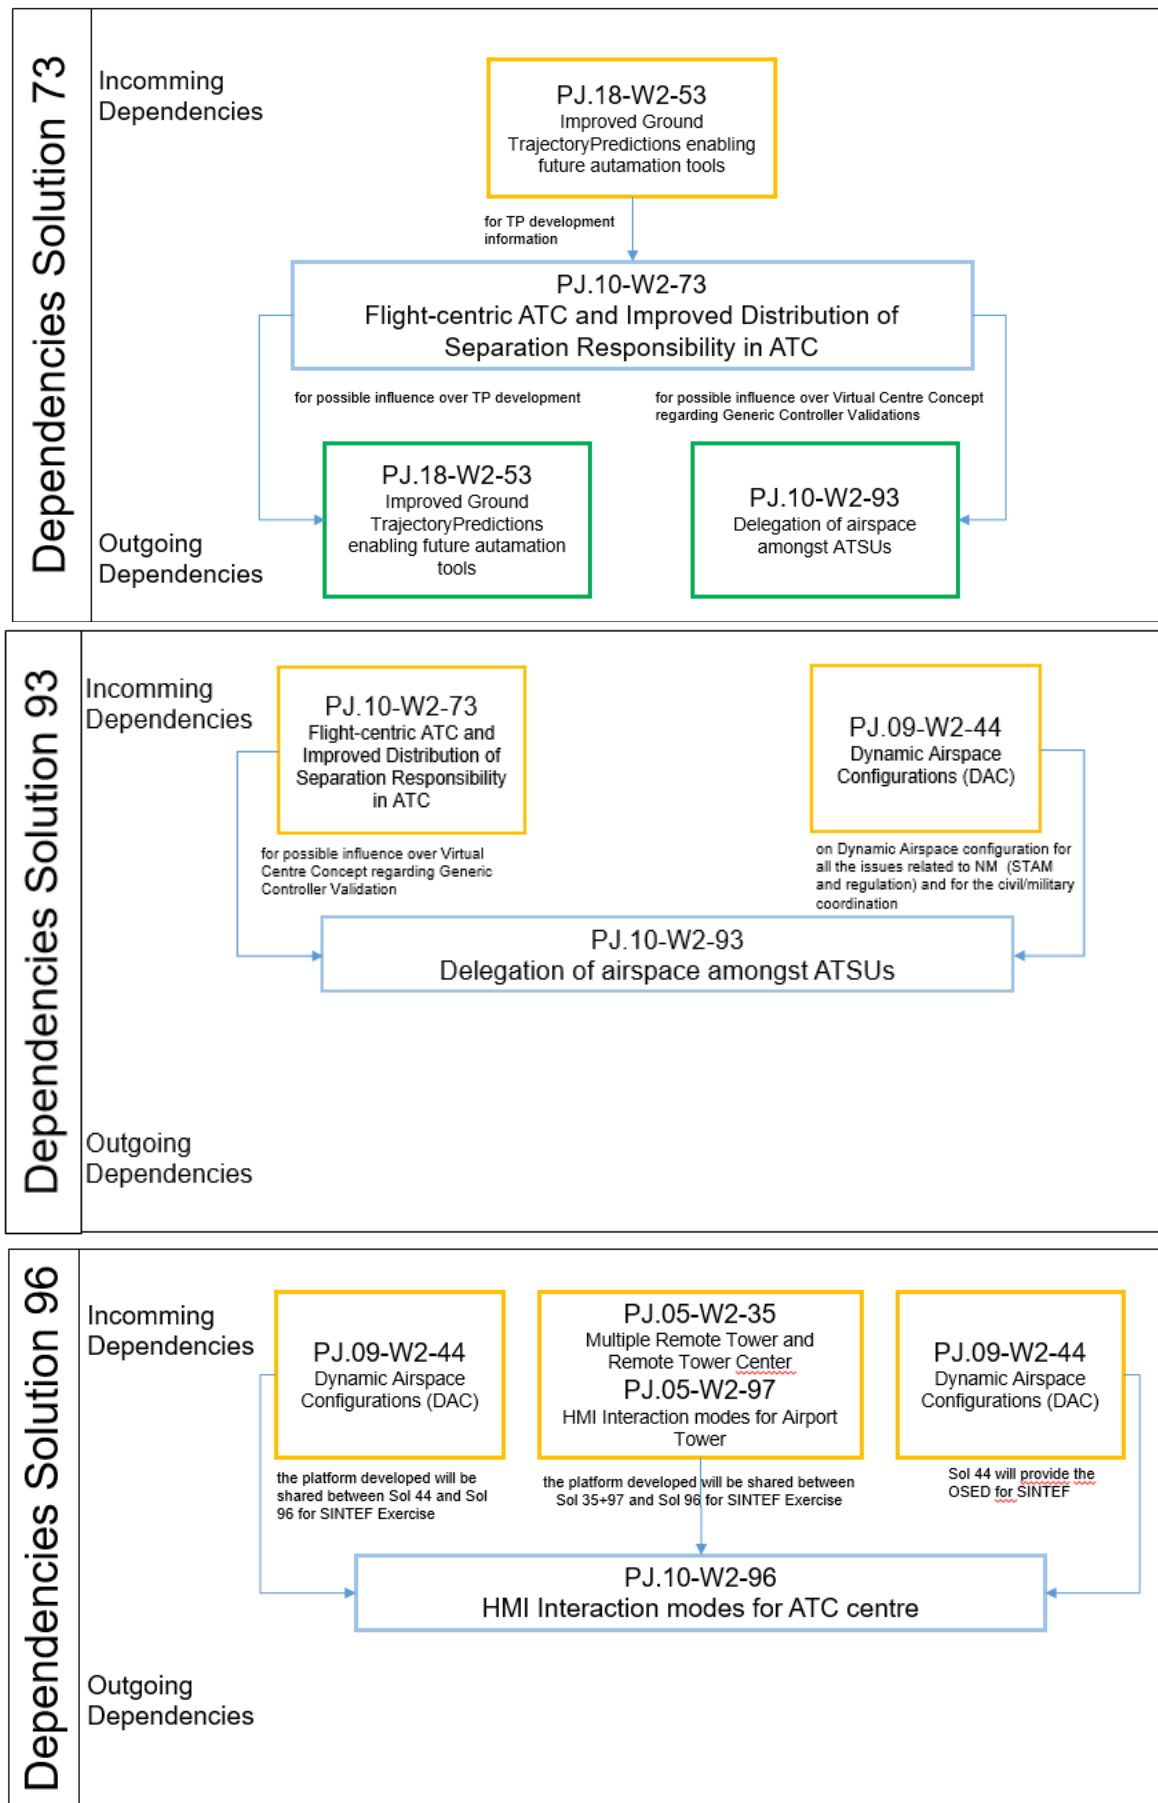 Dependencies Solution 73
Incomming
Dependencies
PJ.18-W2-53
Improved Ground
TrajectoryPredictions enabling
future autamation tools
for TP development
information
PJ.10-W2-73
Flight-centric ATC and Improved Distribution of
Separation Responsibility in ATC
for possible influence over TP development
for possible influence over Virtual Centre Concept
regarding Generic Controller Validations
PJ.18-W2-53
Improved Ground
TrajectoryPredictions
enabling future autamation
tools
PJ.10-W2-93
Delegation of airspace
amongst ATSUs
Outgoing
Dependencies
Dependencies Solution 93
Incomming
Dependencies
PJ.10-W2-73
Flight-centric ATC and
Improved Distribution of
Separation Responsibility
in ATC
PJ.09-W2-44
Dynamic Airspace
Configurations (DAC)
for possible influence over Virtual
Centre Concept regarding Generic
Controller Validation
on Dynamic Airspace configuration for
all the issues related to NM (STAM
and regulation) and for the civil/military
coordination
PJ.10-W2-93
Delegation of airspace amongst ATSUs
Outgoing
Dependencies
Dependencies Solution 96
Incomming
Dependencies
PJ.09-W2-44
Dynamic Airspace
Configurations (DAC)
PJ.05-W2-35
Multiple Remote Tower and
Remote Tower Center
PJ.05-W2-97
HMI Interaction modes for Airport
Tower
PJ.09-W2-44
Dynamic Airspace
Configurations (DAC)
the platform developed will be
shared between Sol 44 and Sol
96 for SINTEF Exercise
the platform developed will be shared between
Sol 35+97 and Sol 96 for SINTEF Exercise
Sol 44 will provide the
OSED for SINTEF
PJ.10-W2-96
HMI Interaction modes for ATC centre
Outgoing
Dependencies